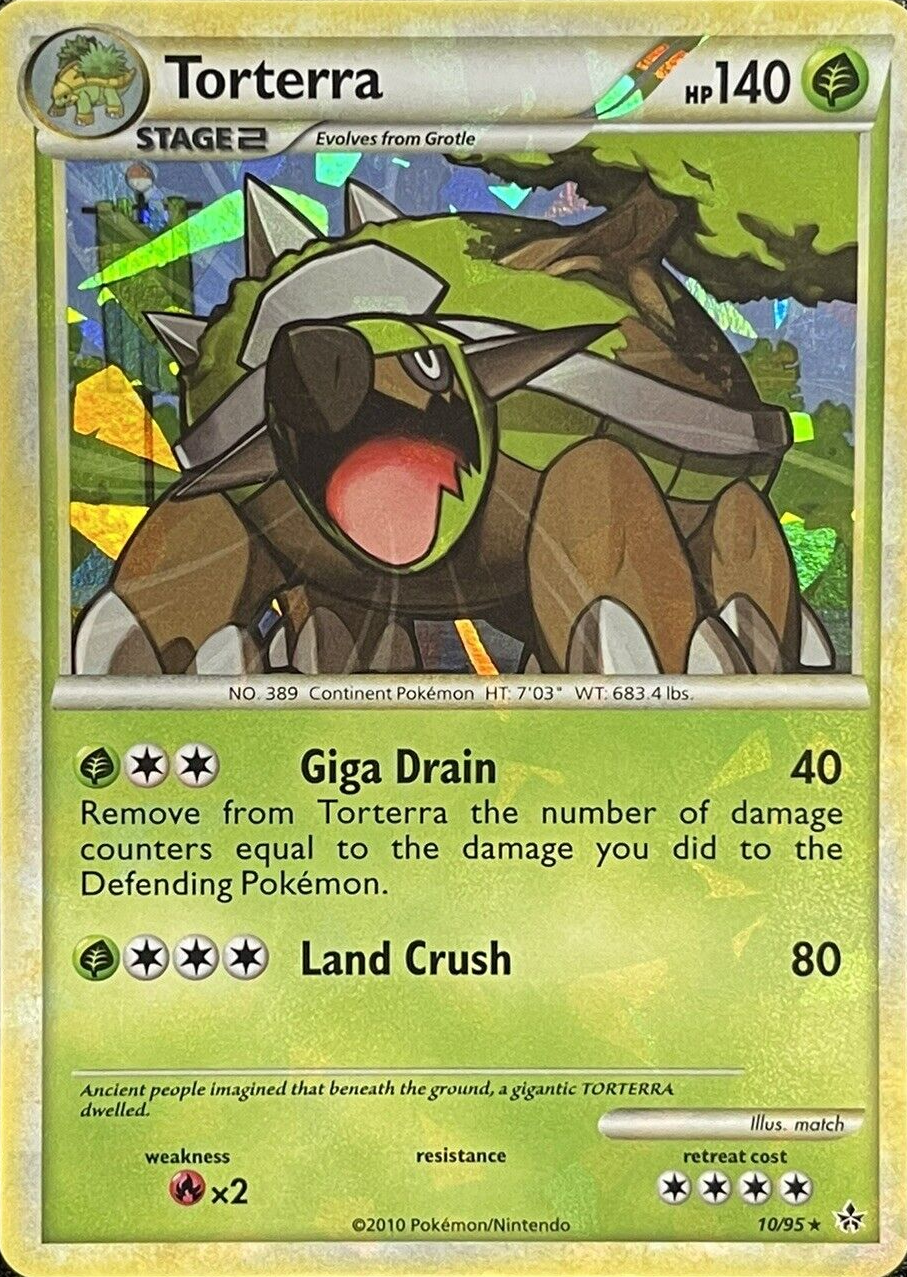 Torterra
HP140
STAGE2
Evolves from Grotle
NO. 389 Continent Pokémon HT: 7'03" WT: 683.4 lbs.
Giga Drain 40
Remove from Torterra the number of damage
counters equal to the damage you did to the
Defending Pokémon.
Land Crush 80
Ancient people imagined that beneath the ground, a gigantic TORTERRA
dwelled.
Illus. match
weakness resistance retreat cost
x2
©2010 Pokémon/Nintendo 10/95★